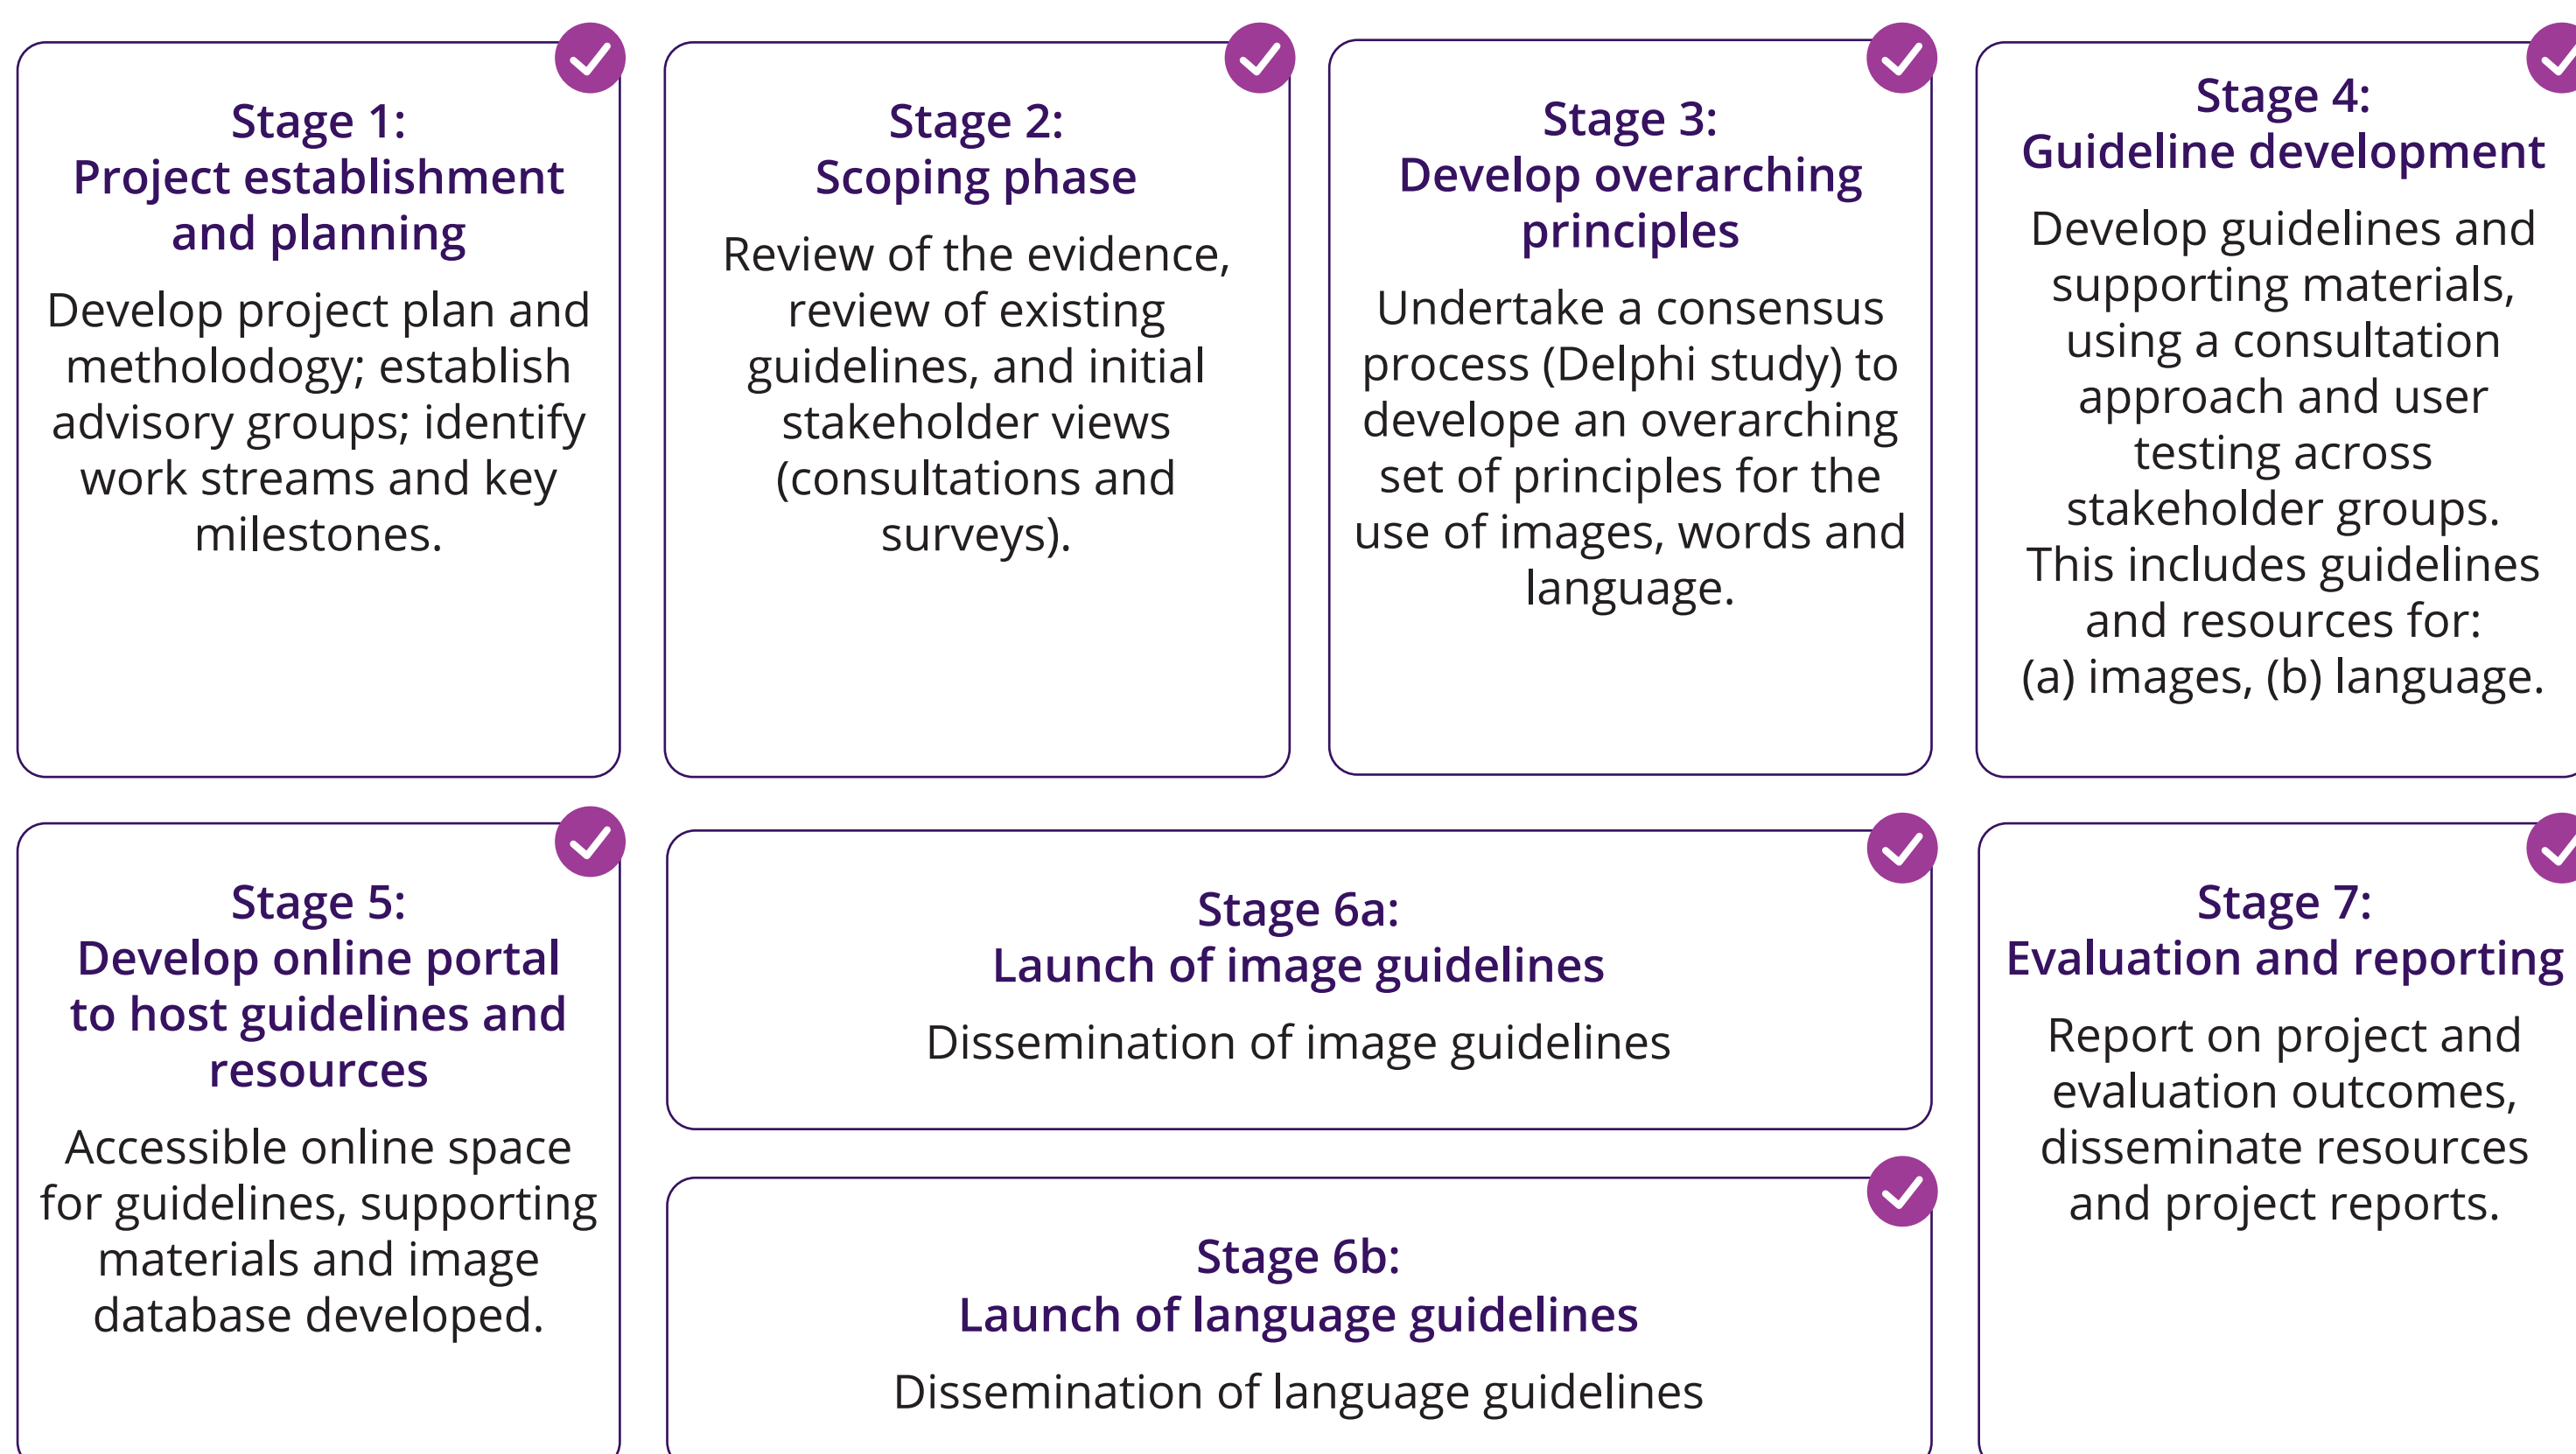 Stage 1:
Project establishment
and planning
Develop project plan and
metholodogy; establish
advisory groups; identify
work streams and key
milestones.
Stage 2:
Scoping phase
Review of the evidence,
review of existing
guidelines, and initial
stakeholder views
(consultations and
surveys).
Stage 3:
Develop overarching
principles
Undertake a consensus
process (Delphi study) to
develope an overarching
set of principles for the
use of images, words and
language.
Stage 4:
Guideline development
Develop guidelines and
supporting materials,
using a consultation
approach and user
testing across
stakeholder groups.
This includes guidelines
and resources for:
(a) images, (b) language.
Stage 5:
Develop online portal
to host guidelines and
resources
Accessible online space
for guidelines, supporting
materials and image
database developed.
Stage 6a:
Launch of image guidelines
Dissemination of image guidelines
Stage 6b:
Launch of language guidelines
Dissemination of language guidelines
Stage 7:
Evaluation and reporting
Report on project and
evaluation outcomes,
disseminate resources
and project reports.